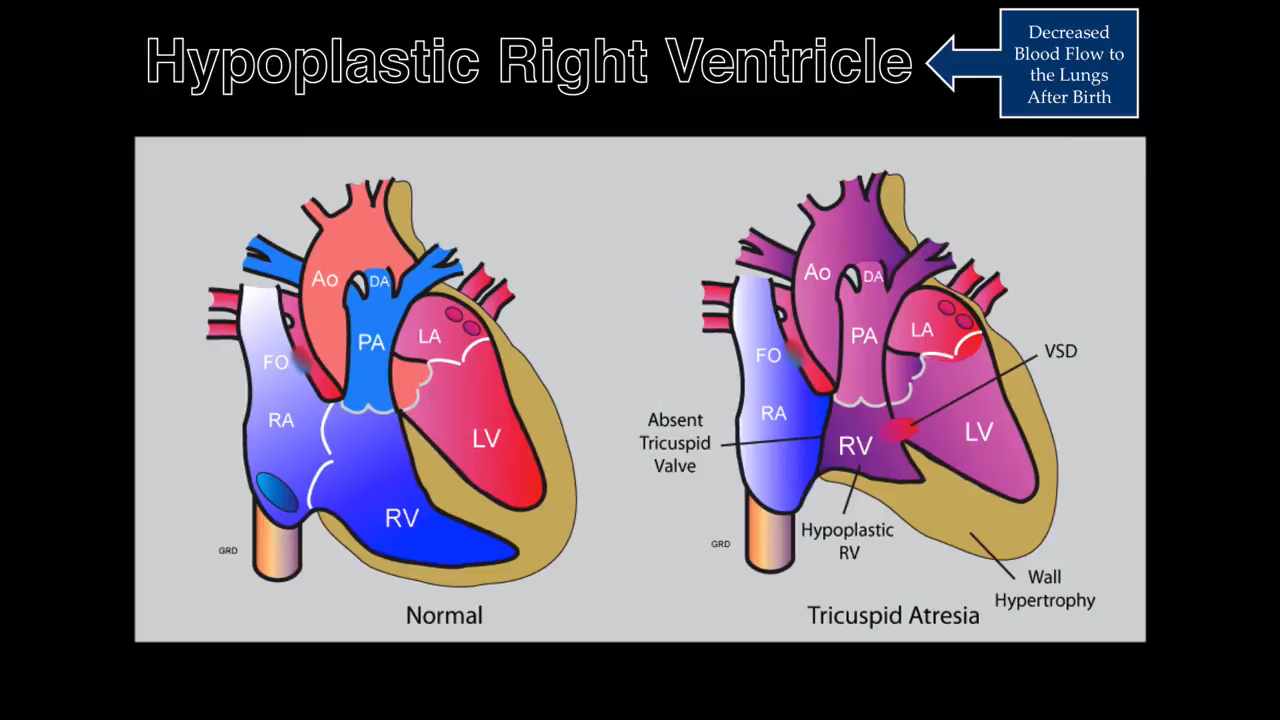 Hypoplastic Right Ventricle
Decreased
Blood Flow to
the Lungs
After Birth
Ao
DA
PA
LA
FO
RA
LV
RV
GRD
Normal
Ao
DA
PA
LA
FO
RA
RV
LV
VSD
Absent
Tricuspid
Valve
Hypoplastic
RV
GRD
Wall
Hypertrophy
Tricuspid Atresia